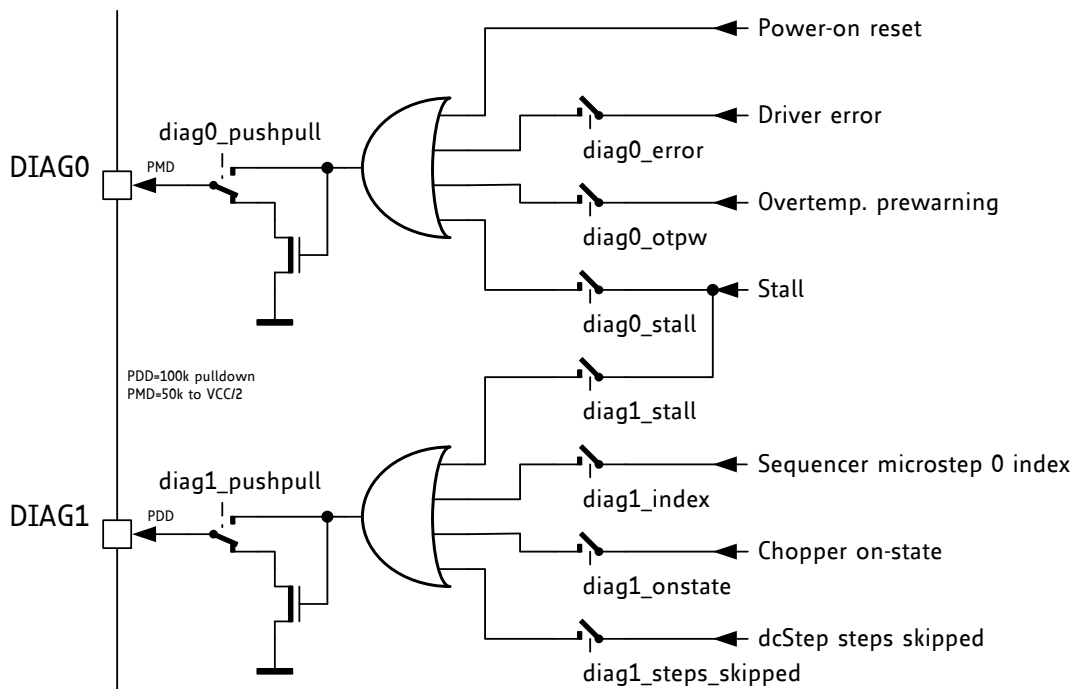 Power-on reset
Driver error
diag0_pushpull
diag0_error
DIAG0
PMD
Overtemp. prewarning
diag0_otpw
Stall
diag0_stall
PDD=100k pulldown
PMD=50k to VCC/2
diag1_stall
Sequencer microstep 0 index
diag1_pushpull
diag1_index
DIAG1
PDD
Chopper on-state
diag1_onstate
dcStep steps skipped
diag1_steps_skipped